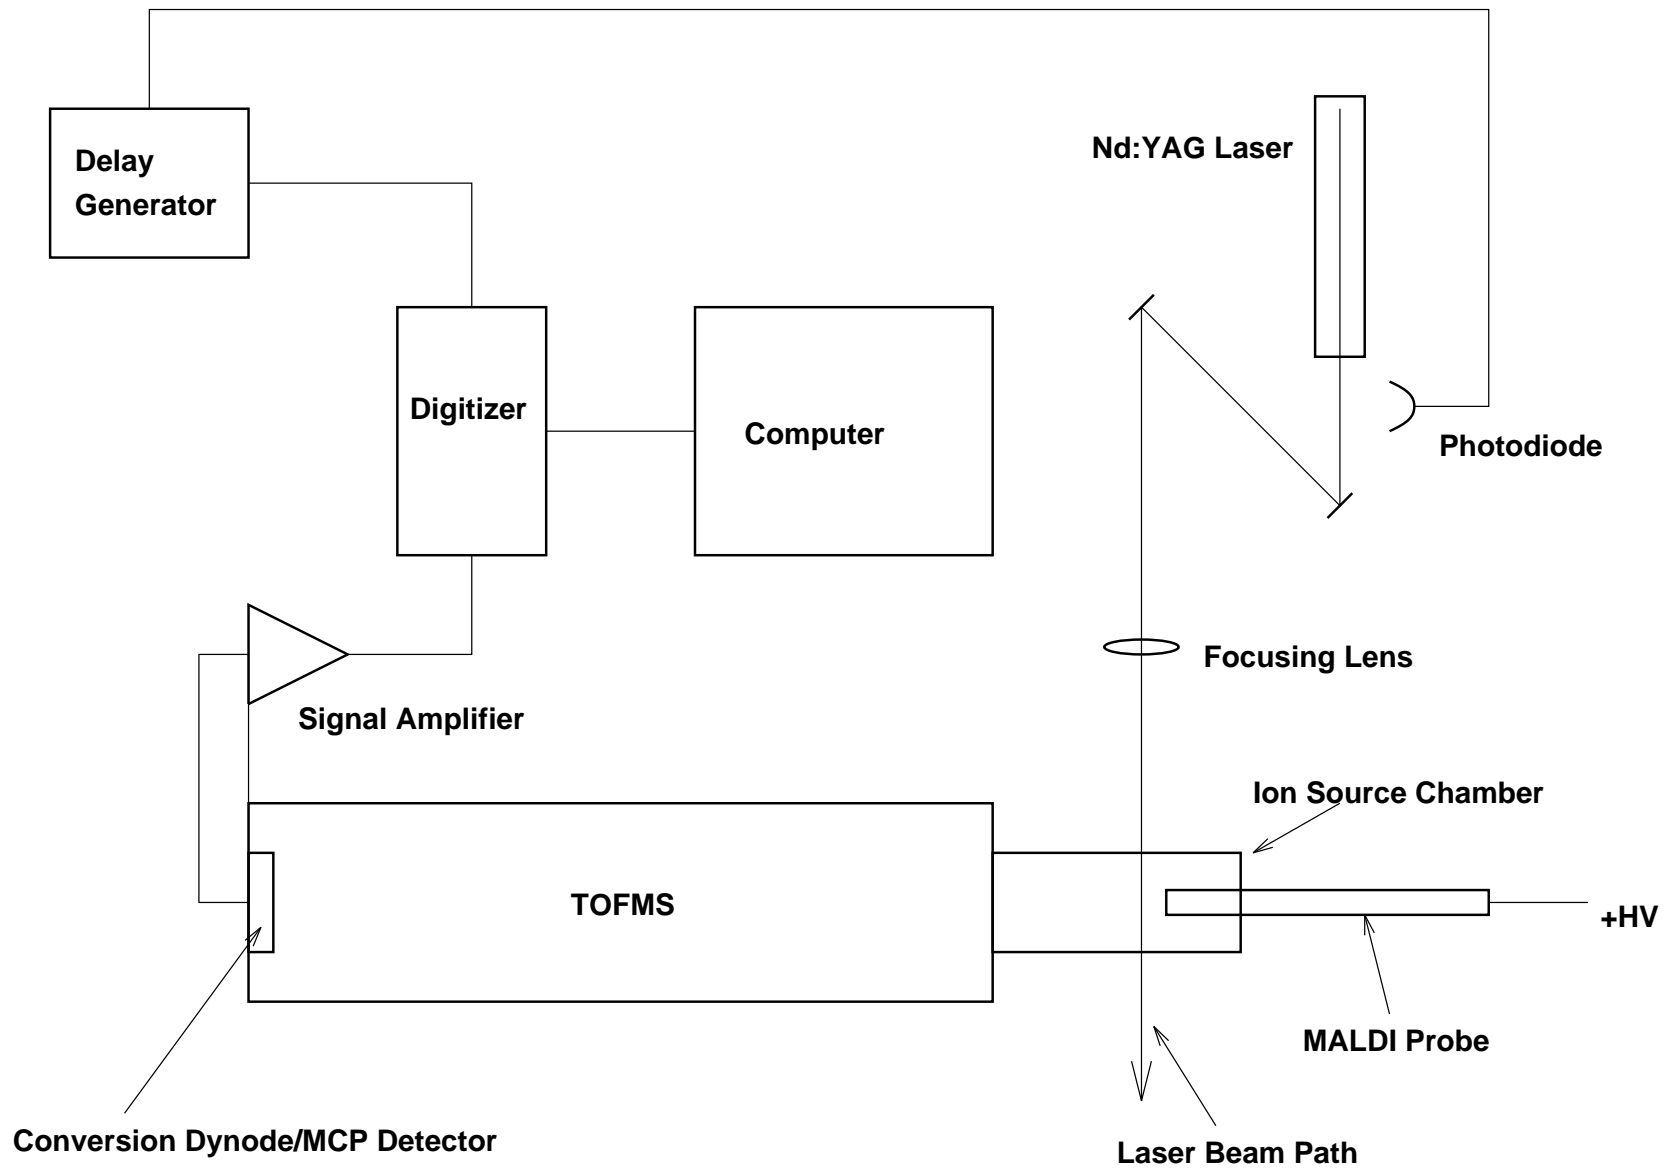 Delay
Generator
Nd:YAG Laser
Digitizer
Computer
Photodiode
Focusing Lens
Signal Amplifier
Ion Source Chamber
TOFMS
+HV
MALDI Probe
Conversion Dynode/MCP Detector
Laser Beam Path